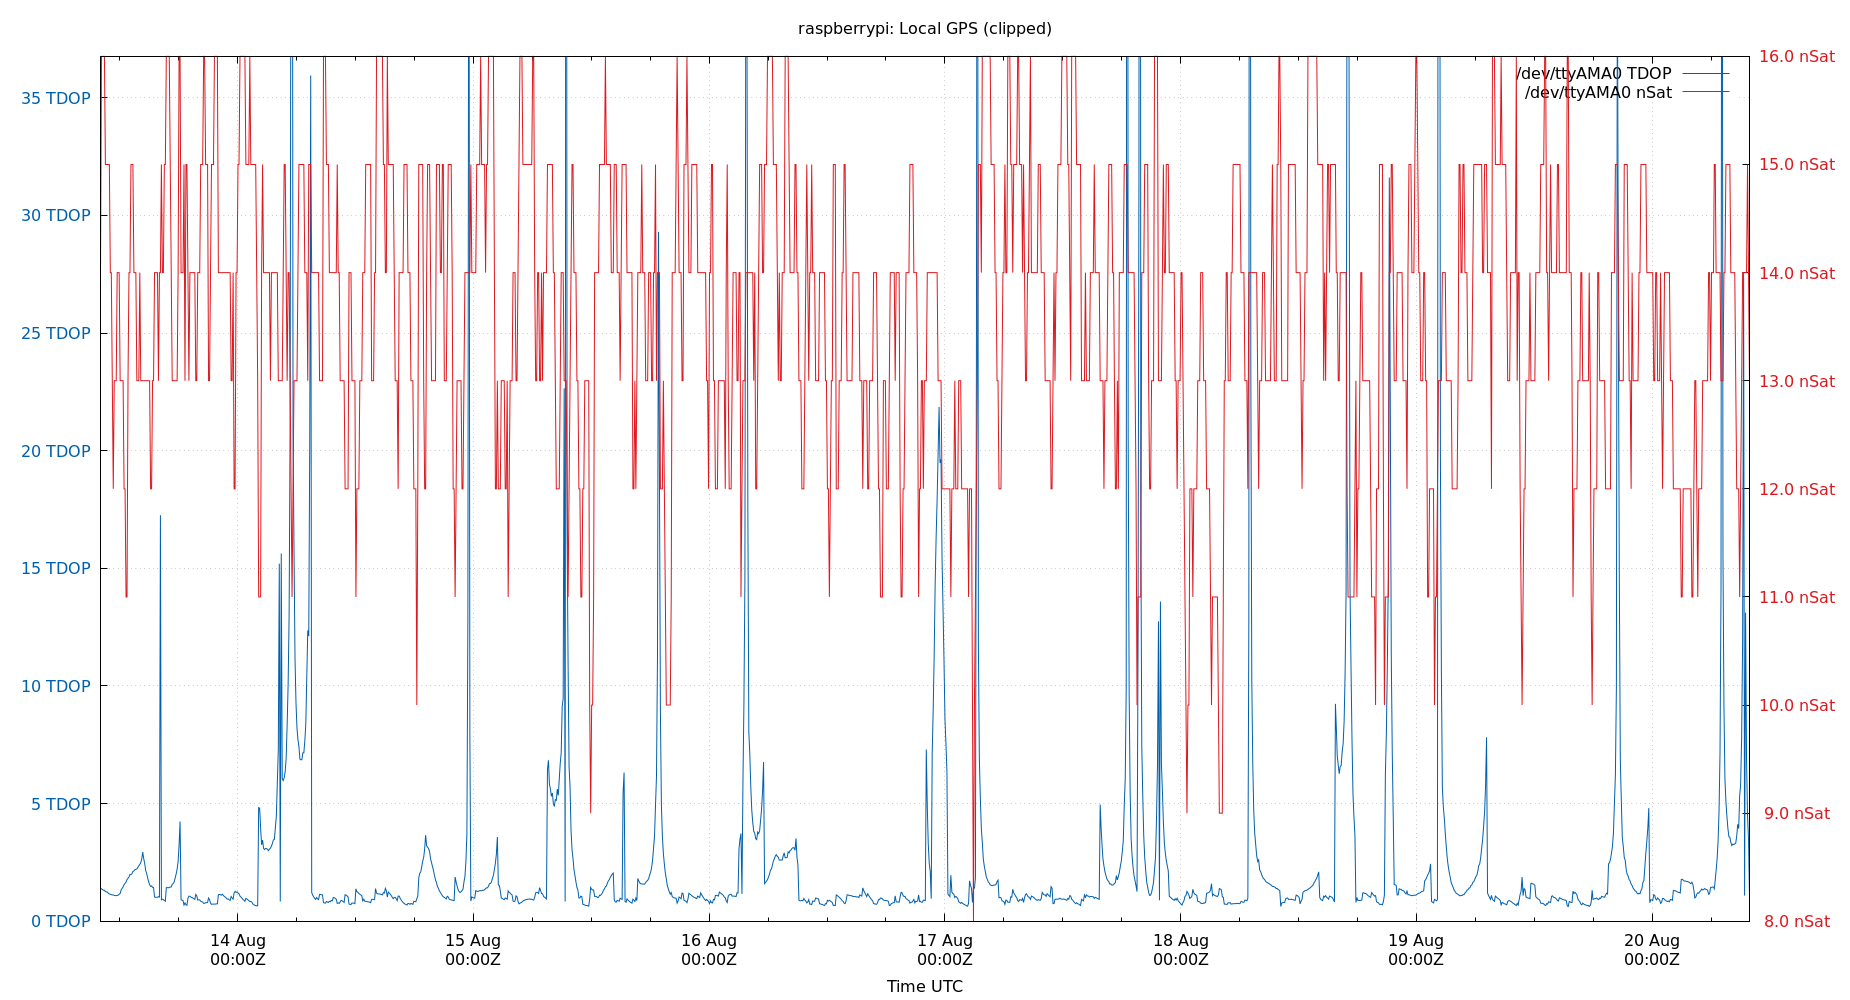 raspberrypi: Local GPS (clipped)
/dev/ttyAMA0 TDOP
/dev/ttyAMA0 nSat
35 TDOP
30 TDOP
25 TDOP
20 TDOP
15 TDOP
10 TDOP
5 TDOP
0 TDOP
16.0 nSat
15.0 nSat
14.0 nSat
13.0 nSat
12.0 nSat
11.0 nSat
10.0 nSat
9.0 nSat
8.0 nSat
14 Aug 15 Aug 16 Aug 17 Aug 18 Aug 19 Aug 20 Aug
00:00Z 00:00Z 00:00Z 00:00Z 00:00Z 00:00Z 00:00Z
Time UTC